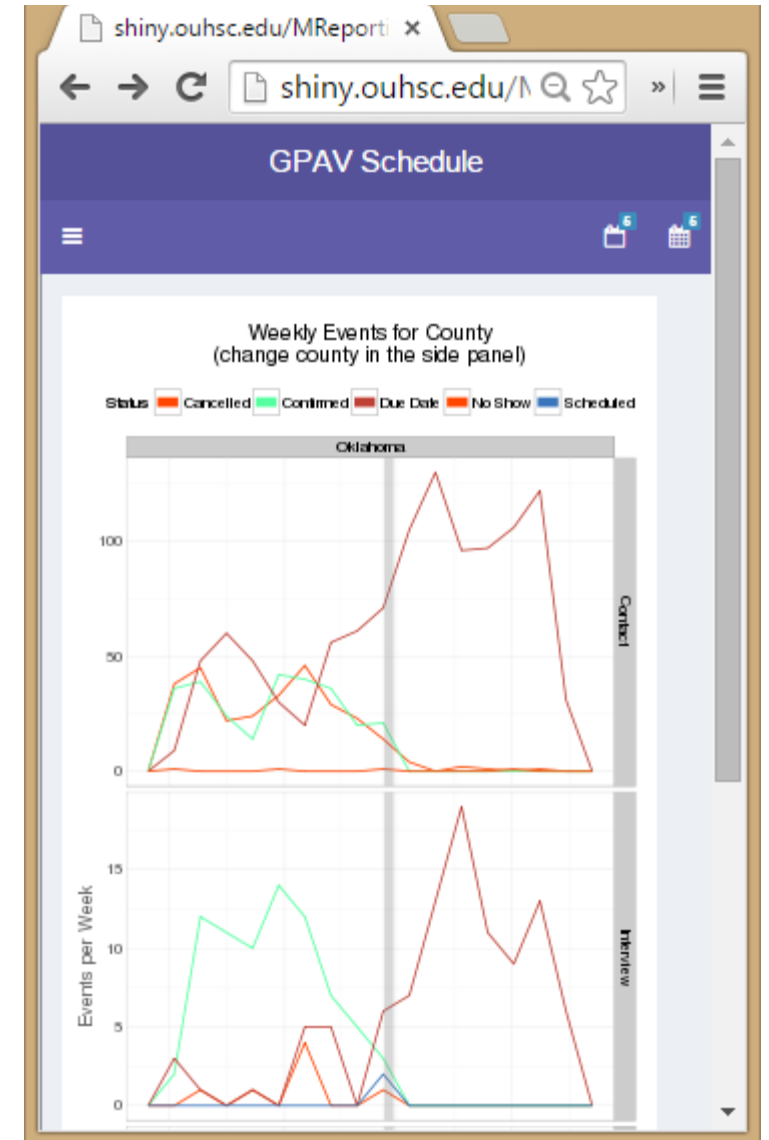 shiny.ouhsc.edu/MReporti
shiny.ouhsc.edu/M
»
GPAV Schedule
6
6
Weekly Events for County
(change county in the side panel)
Status Cancelled Confirmed Due Date No Show Scheduled
Oklahoma
100
50
0
Contact
15
10
5
0
Events per Week
Interview